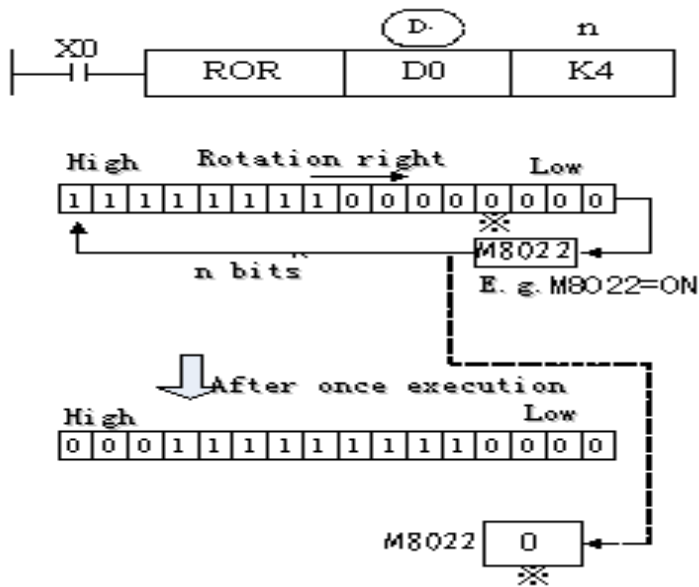 D·
n
X0
ROR D0 K4
High Rotation right Low
1 1 1 1 1 1 1 1 0 0 0 0 0 0 0 0
※
M8022
n bits
E.g.M8022=ON
After once execution
High Low
0 0 0 1 1 1 1 1 1 1 1 1 0 0 0 0
M8022 0
※